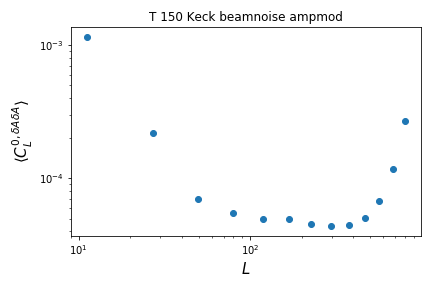 T 150 Keck beamnoise ampmod
10⁻³
10⁻⁴
⟨C_L^{0, δAδA}⟩
10¹
10²
L